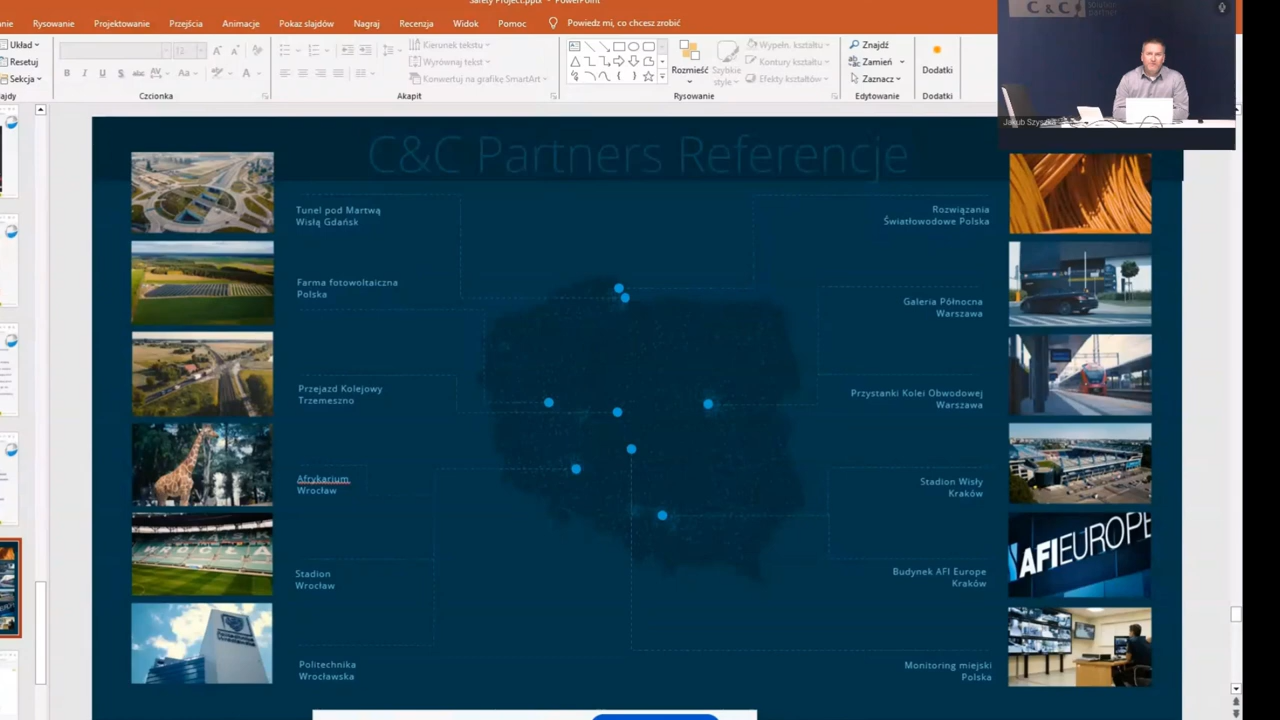 Safety Project.pptx - PowerPoint
Rysowanie
Projektowanie
Przejścia
Animacje
Pokaz slajdów
Nagraj
Recenzja
Widok
Pomoc
Powiedz mi, co chcesz zrobić
Układ
Resetuj
Sekcja
12
Czcionka
Kierunek tekstu
Wyrównaj tekst
Konwertuj na grafikę SmartArt
Akapit
Rozmieść
Szybkie
style
Wypełn. kształtu
Kontury kształtu
Efekty kształtów
Rysowanie
Znajdź
Zamień
Zaznacz
Edytowanie
Dodatki
Dodatki
C & C
partner
Jakub Szyszka
C&C Partners Referencje
Tunel pod Martwą
Wisłą Gdańsk
Farma fotowoltaiczna
Polska
Przejazd Kolejowy
Trzemeszno
Afrykarium
Wrocław
Stadion
Wrocław
Politechnika
Wrocławska
Rozwiązania
Światłowodowe Polska
Galeria Północna
Warszawa
Przystanki Kolei Obwodowej
Warszawa
Stadion Wisły
Kraków
Budynek AFI Europe
Kraków
Monitoring miejski
Polska
WROCŁA
AFI EUROPE